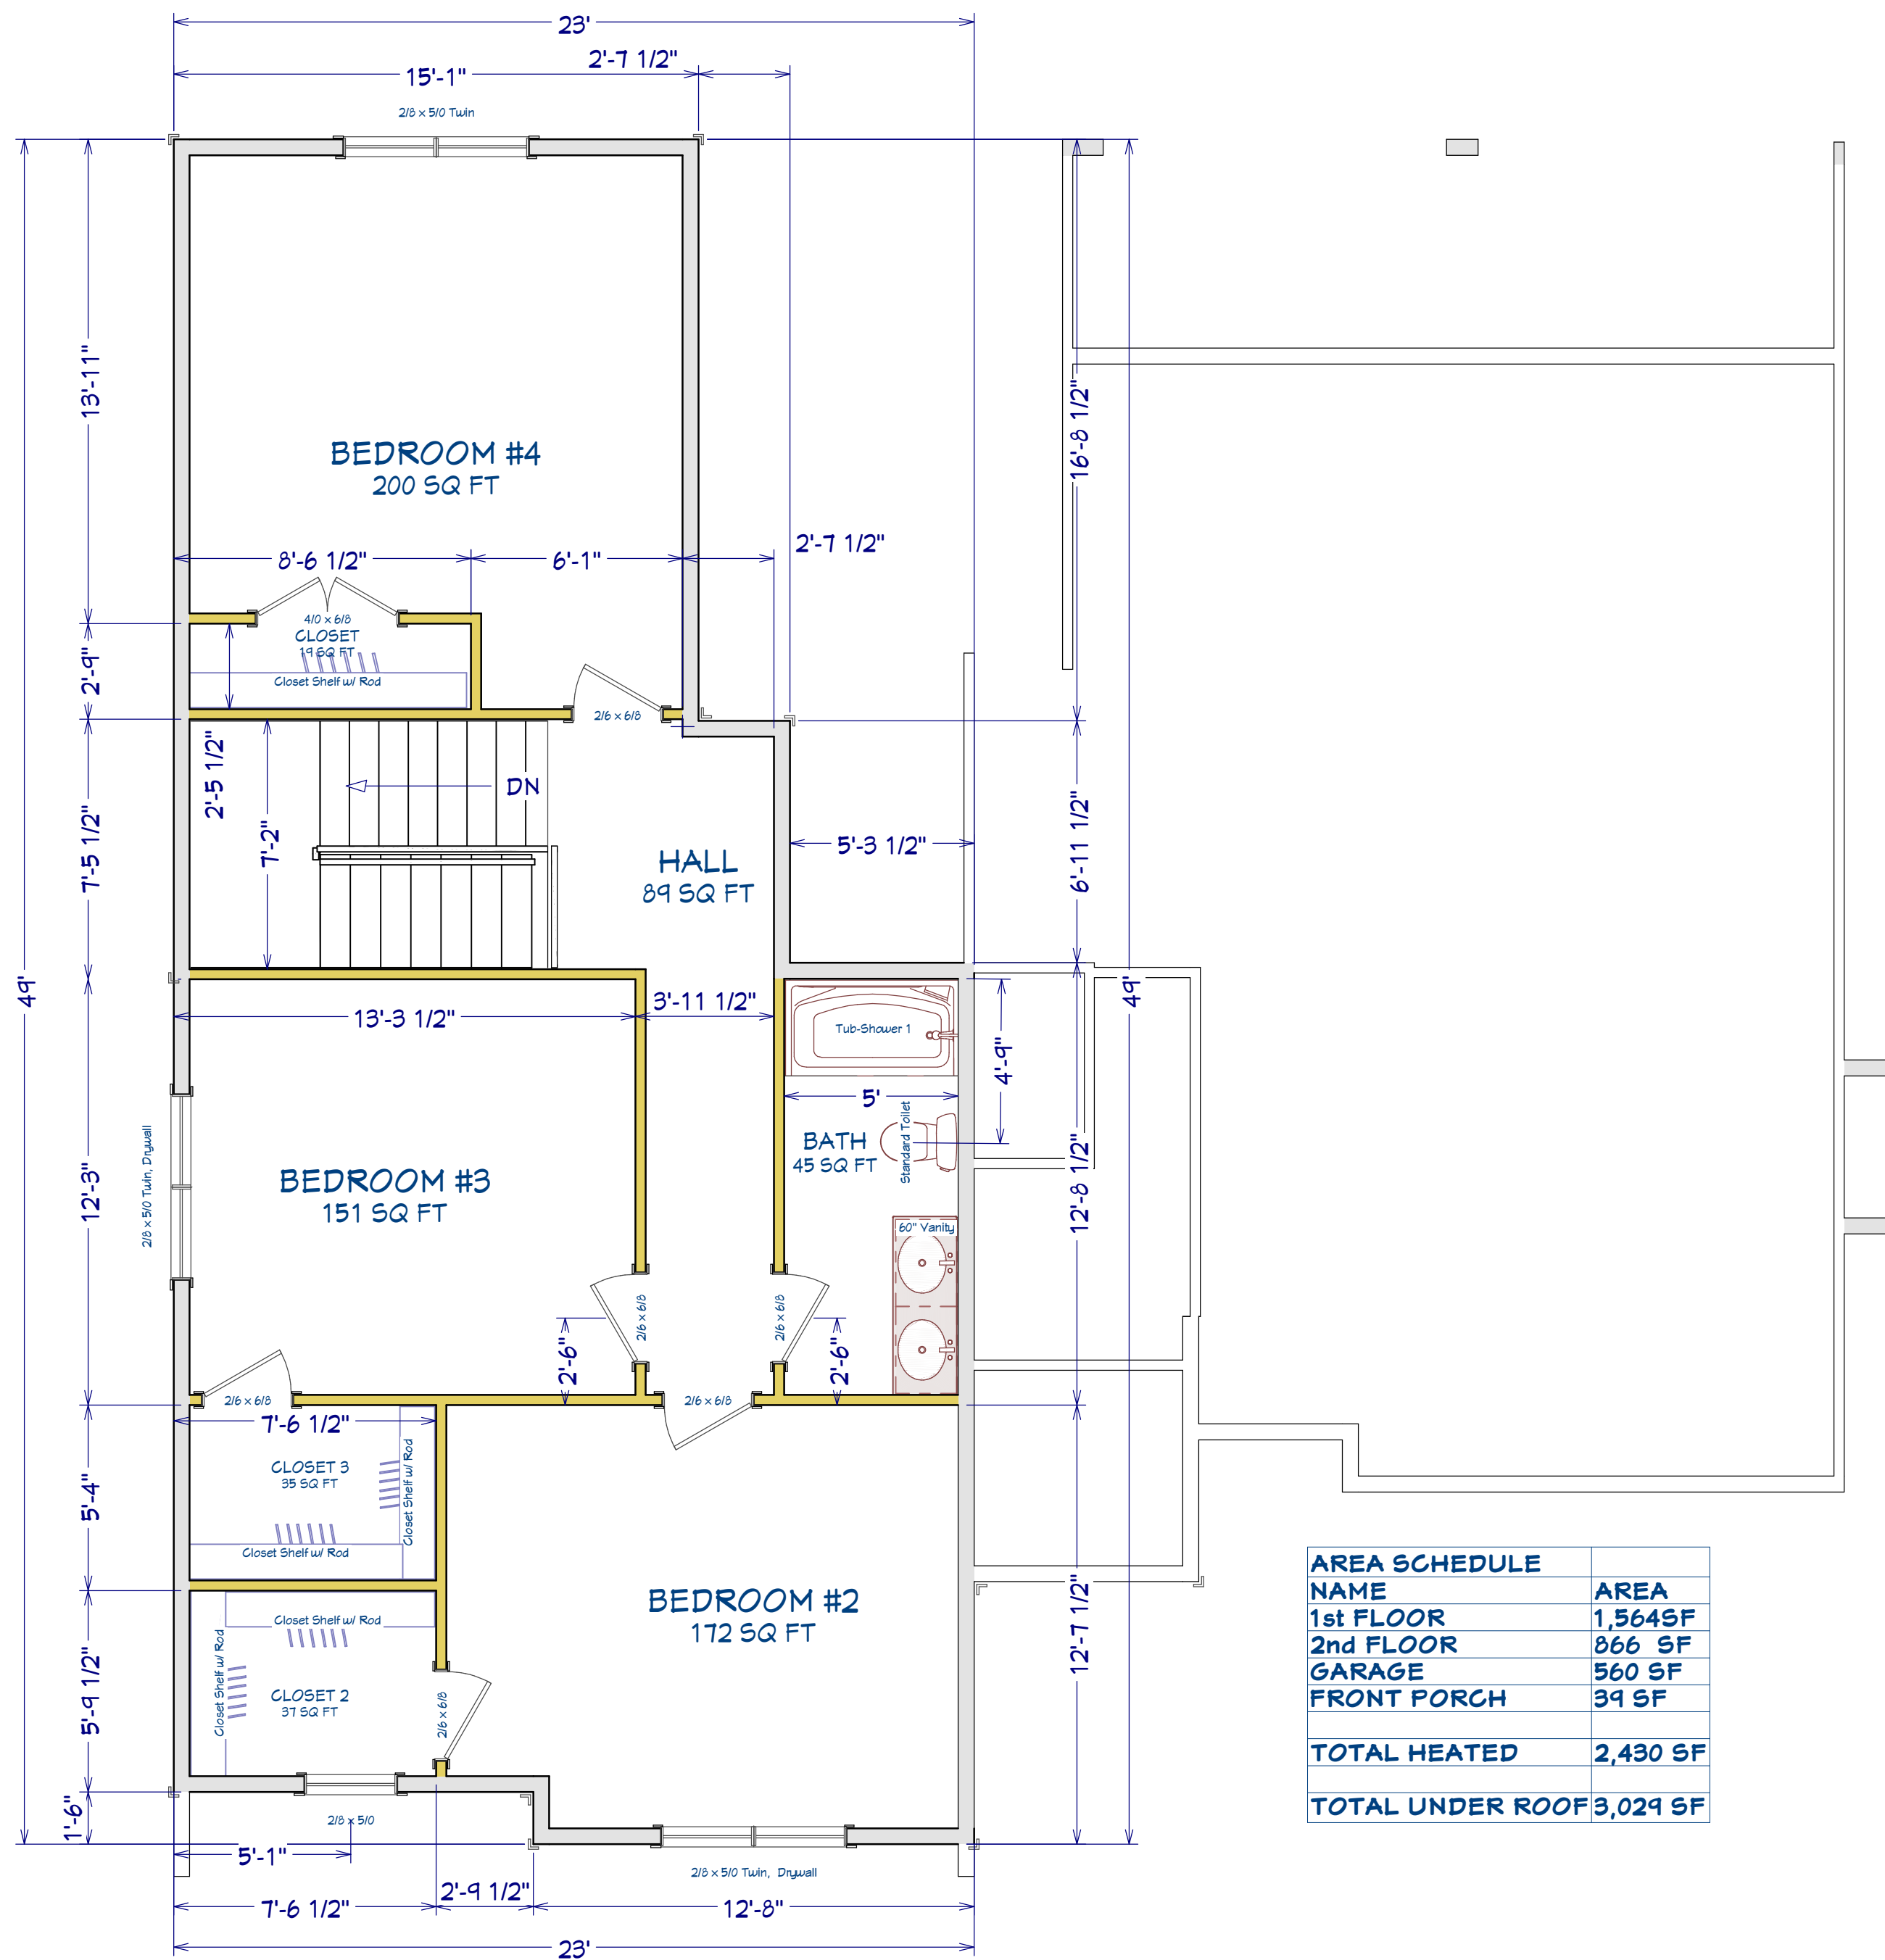 23'
15'-1"
2'-7 1/2"
2/8 x 5/0 Twin
13'-11"
16'-8 1/2"
BEDROOM #4
200 SQ FT
8'-6 1/2"
6'-1"
2'-7 1/2"
4/0 x 6/8
CLOSET
19 SQ FT
Closet Shelf w/ Rod
2'-9"
2/6 x 6/8
2'-5 1/2"
7'-5 1/2"
7'-2"
DN
HALL
89 SQ FT
5'-3 1/2"
6'-11 1/2"
49'
49'
13'-3 1/2"
3'-11 1/2"
Tub-Shower 1
4'-9"
5'
Standard Toilet
BATH
45 SQ FT
2/8 x 5/0 Twin, Drywall
12'-3"
BEDROOM #3
151 SQ FT
12'-8 1/2"
60" Vanity
2/6 x 6/8
2/6 x 6/8
2'-6"
2'-6"
2/6 x 6/8
2/6 x 6/8
7'-6 1/2"
5'-4"
CLOSET 3
35 SQ FT
Closet Shelf w/ Rod
Closet Shelf w/ Rod
BEDROOM #2
172 SQ FT
12'-7 1/2"
Closet Shelf w/ Rod
Closet Shelf w/ Rod
5'-9 1/2"
CLOSET 2
37 SQ FT
2/6 x 6/8
1'-6"
2/8 x 5/0
5'-1"
2/8 x 5/0 Twin, Drywall
7'-6 1/2"
2'-9 1/2"
12'-8"
23'
AREA SCHEDULE
NAME AREA
1st FLOOR 1,564SF
2nd FLOOR 866 SF
GARAGE 560 SF
FRONT PORCH 39 SF
TOTAL HEATED 2,430 SF
TOTAL UNDER ROOF 3,029 SF